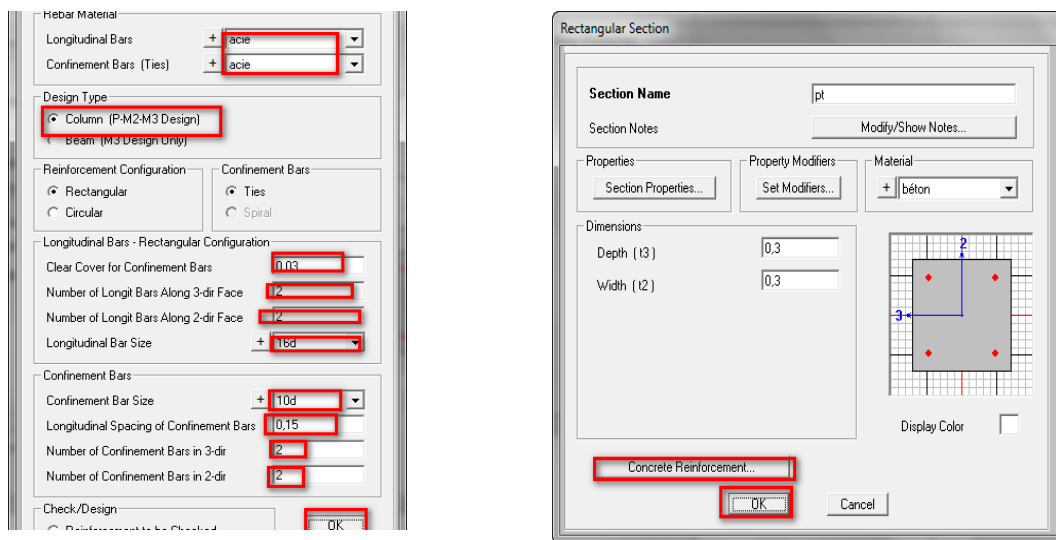 Rebar Material
Longitudinal Bars + acie
Confinement Bars (Ties) + acie
Design Type
Column (P-M2-M3 Design)
Beam (M3 Design Only)
Reinforcement Configuration Confinement Bars
Rectangular Ties
Circular Spiral
Longitudinal Bars - Rectangular Configuration
Clear Cover for Confinement Bars 0,03
Number of Longit Bars Along 3-dir Face 2
Number of Longit Bars Along 2-dir Face 2
Longitudinal Bar Size + 16d
Confinement Bars
Confinement Bar Size + 10d
Longitudinal Spacing of Confinement Bars 0,15
Number of Confinement Bars in 3-dir 2
Number of Confinement Bars in 2-dir 2
Check/Design
Reinforcement to be Checked
OK
Rectangular Section
Section Name pt
Section Notes Modify/Show Notes...
Properties Property Modifiers Material
Section Properties... Set Modifiers... + béton
Dimensions
Depth ( t3 ) 0,3
Width ( t2 ) 0,3
2
3
Display Color
Concrete Reinforcement...
OK Cancel